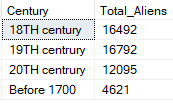 Century Total_Aliens
18TH century 16492
19TH centrury 16792
20TH centrury 12095
Before 1700 4621